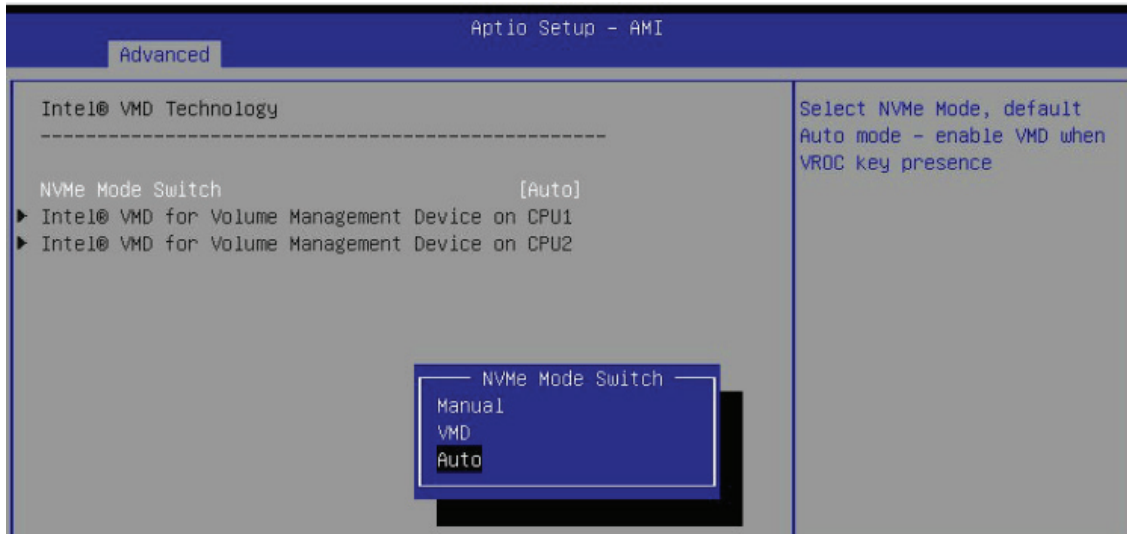 Aptio Setup - AMI
Advanced
Intel® VMD Technology
--------------------------------------------------
NVMe Mode Switch [Auto]
▶ Intel® VMD for Volume Management Device on CPU1
▶ Intel® VMD for Volume Management Device on CPU2
Select NVMe Mode, default
Auto mode - enable VMD when
VROC key presence
NVMe Mode Switch
Manual
VMD
Auto